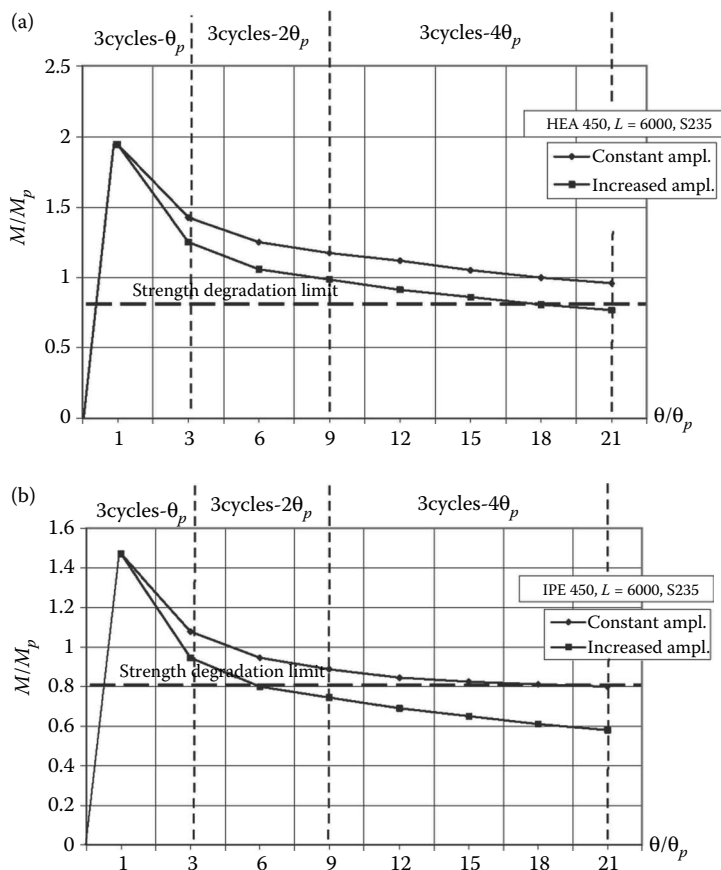 (a)
3cycles-θp 3cycles-2θp 3cycles-4θp
2.5
2
1.5
1
0.5
0
M/Mp
HEA 450, L = 6000, S235
Constant ampl.
Increased ampl.
Strength degradation limit
1 3 6 9 12 15 18 21
θ/θp
(b)
3cycles-θp 3cycles-2θp 3cycles-4θp
1.6
1.4
1.2
1
0.8
0.6
0.4
0.2
0
M/Mp
IPE 450, L = 6000, S235
Constant ampl.
Increased ampl.
Strength degradation limit
1 3 6 9 12 15 18 21
θ/θp